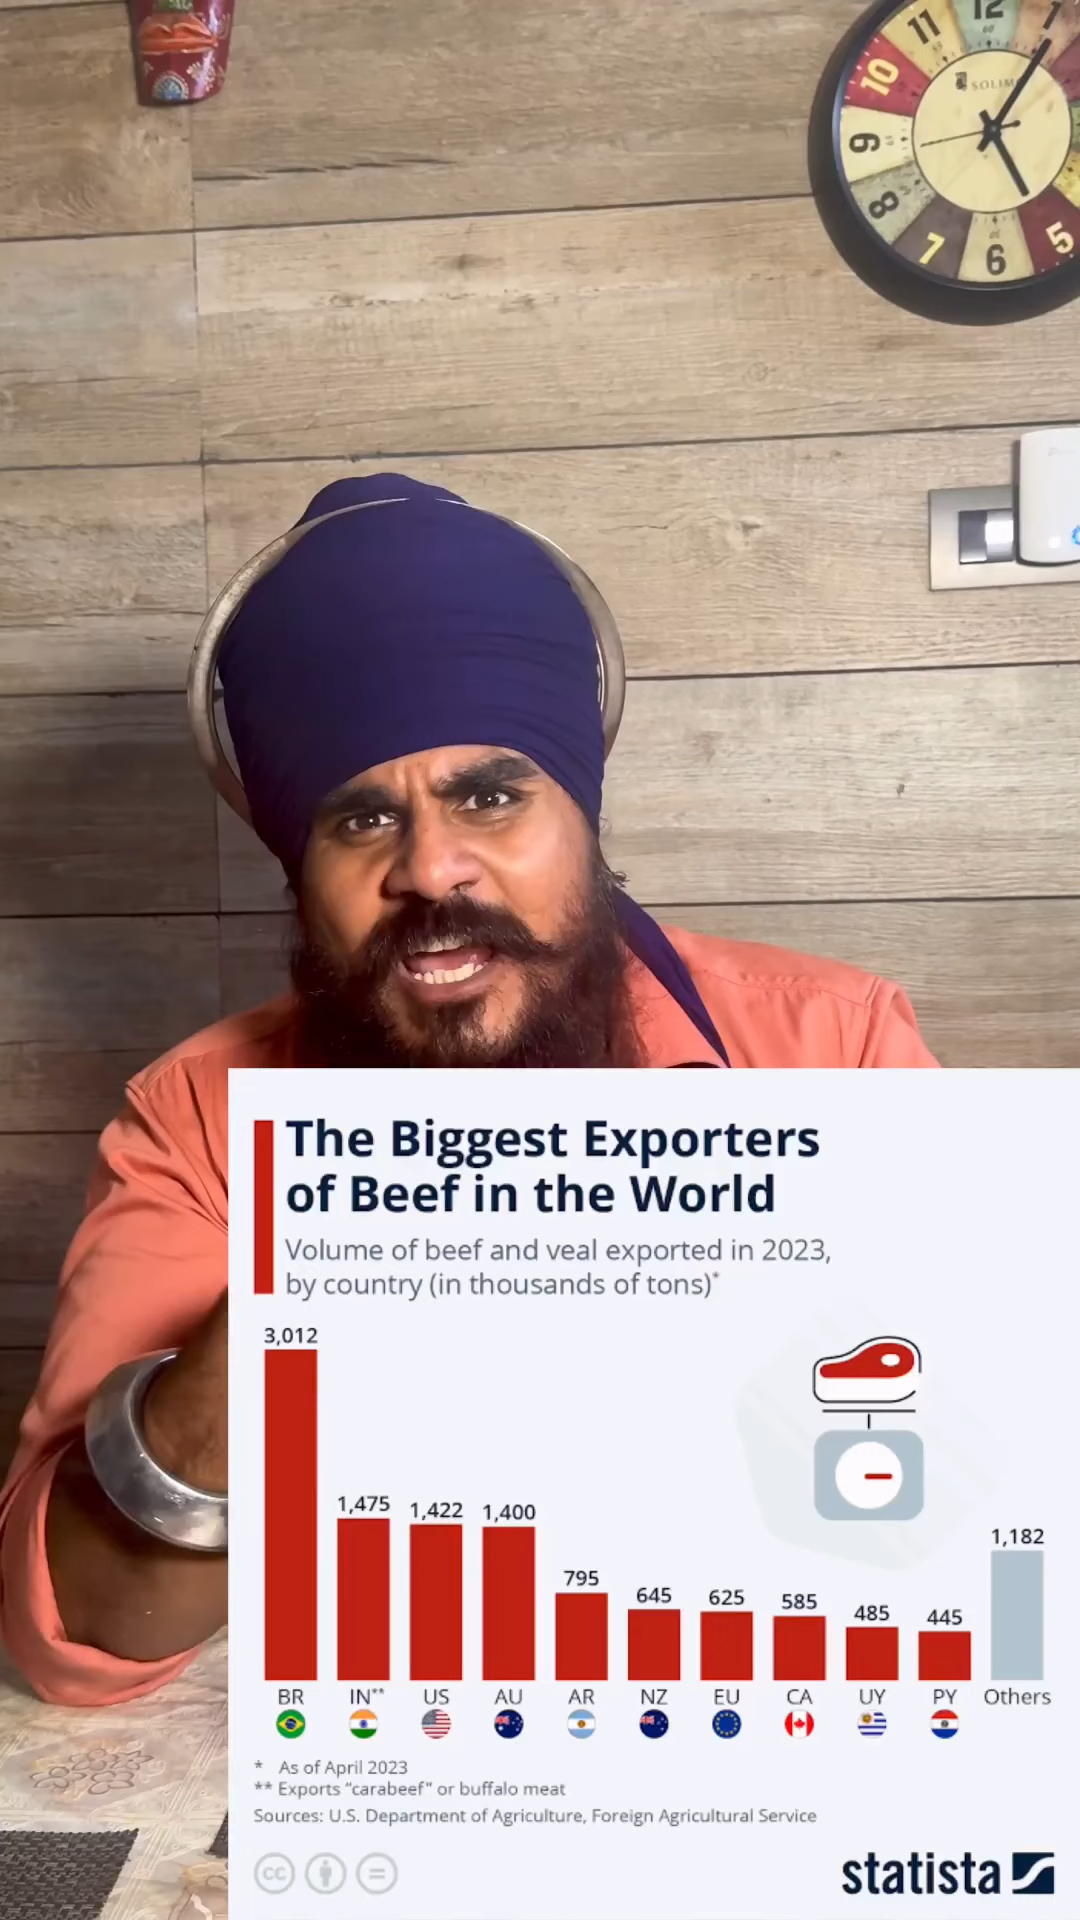 11
12
1
10
SOLIM
9
8
7
6
5
The Biggest Exporters
of Beef in the World
Volume of beef and veal exported in 2023,
by country (in thousands of tons)*
3,012
1,475
1,422
1,400
795
645
625
585
485
445
1,182
BR IN** US AU AR NZ EU CA UY PY Others
* As of April 2023
** Exports "carabeef" or buffalo meat
Sources: U.S. Department of Agriculture, Foreign Agricultural Service
cc
statista